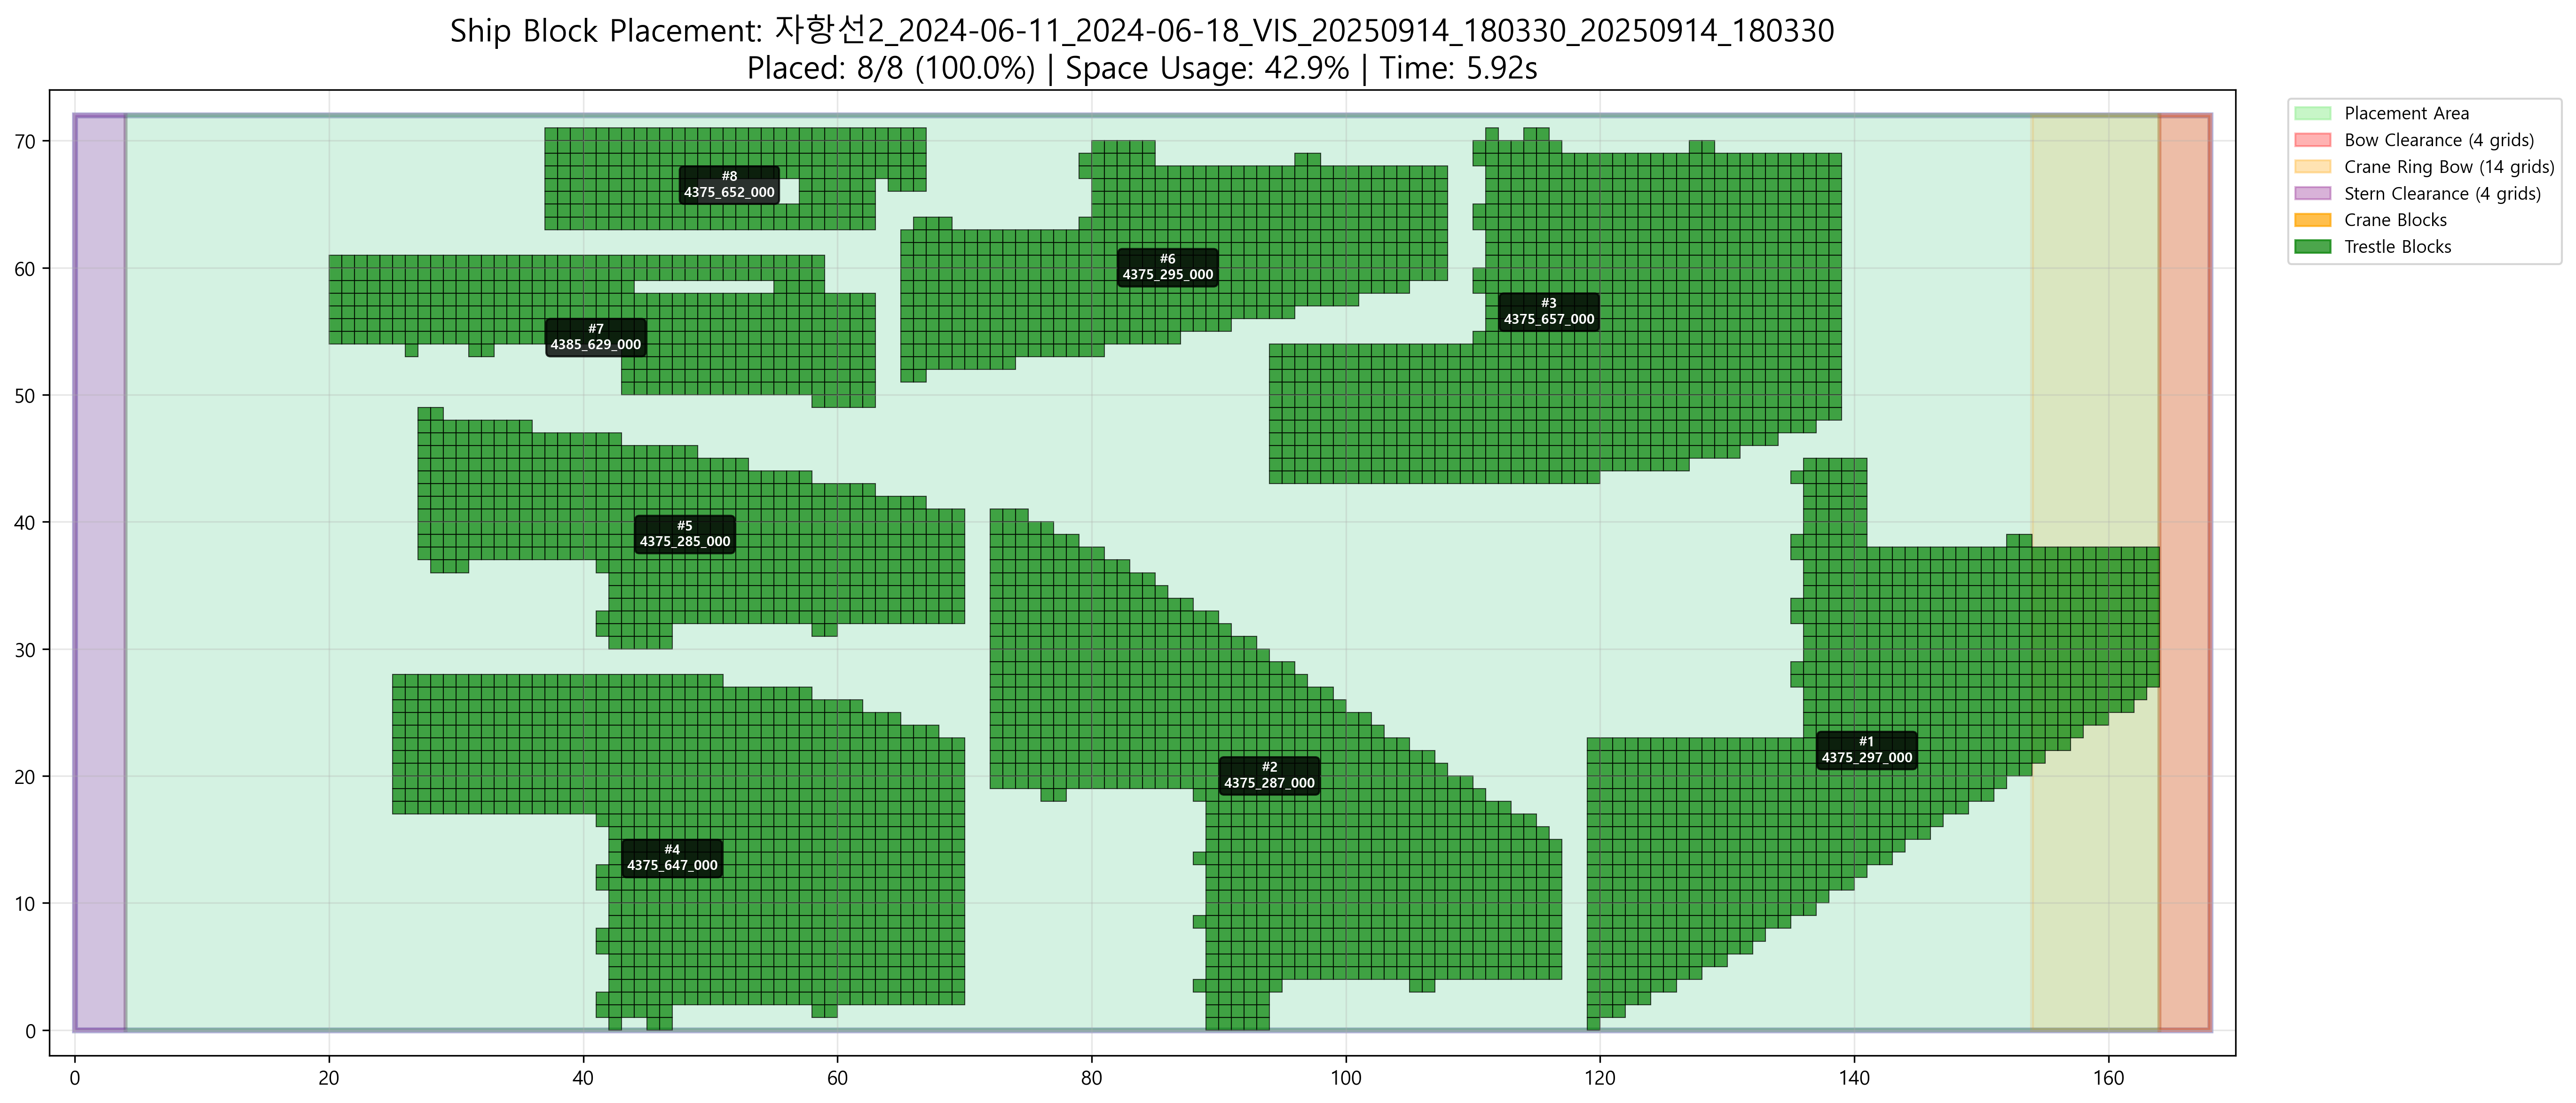 Ship Block Placement: 자항선2_2024-06-11_2024-06-18_VIS_20250914_180330_20250914_180330
Placed: 8/8 (100.0%) | Space Usage: 42.9% | Time: 5.92s
Placement Area
Bow Clearance (4 grids)
Crane Ring Bow (14 grids)
Stern Clearance (4 grids)
Crane Blocks
Trestle Blocks
#8
4375_652_000
#6
4375_295_000
#3
4375_657_000
#7
4385_629_000
#5
4375_285_000
#2
4375_287_000
#1
4375_297_000
#4
4375_647_000
70
60
50
40
30
20
10
0
0 20 40 60 80 100 120 140 160